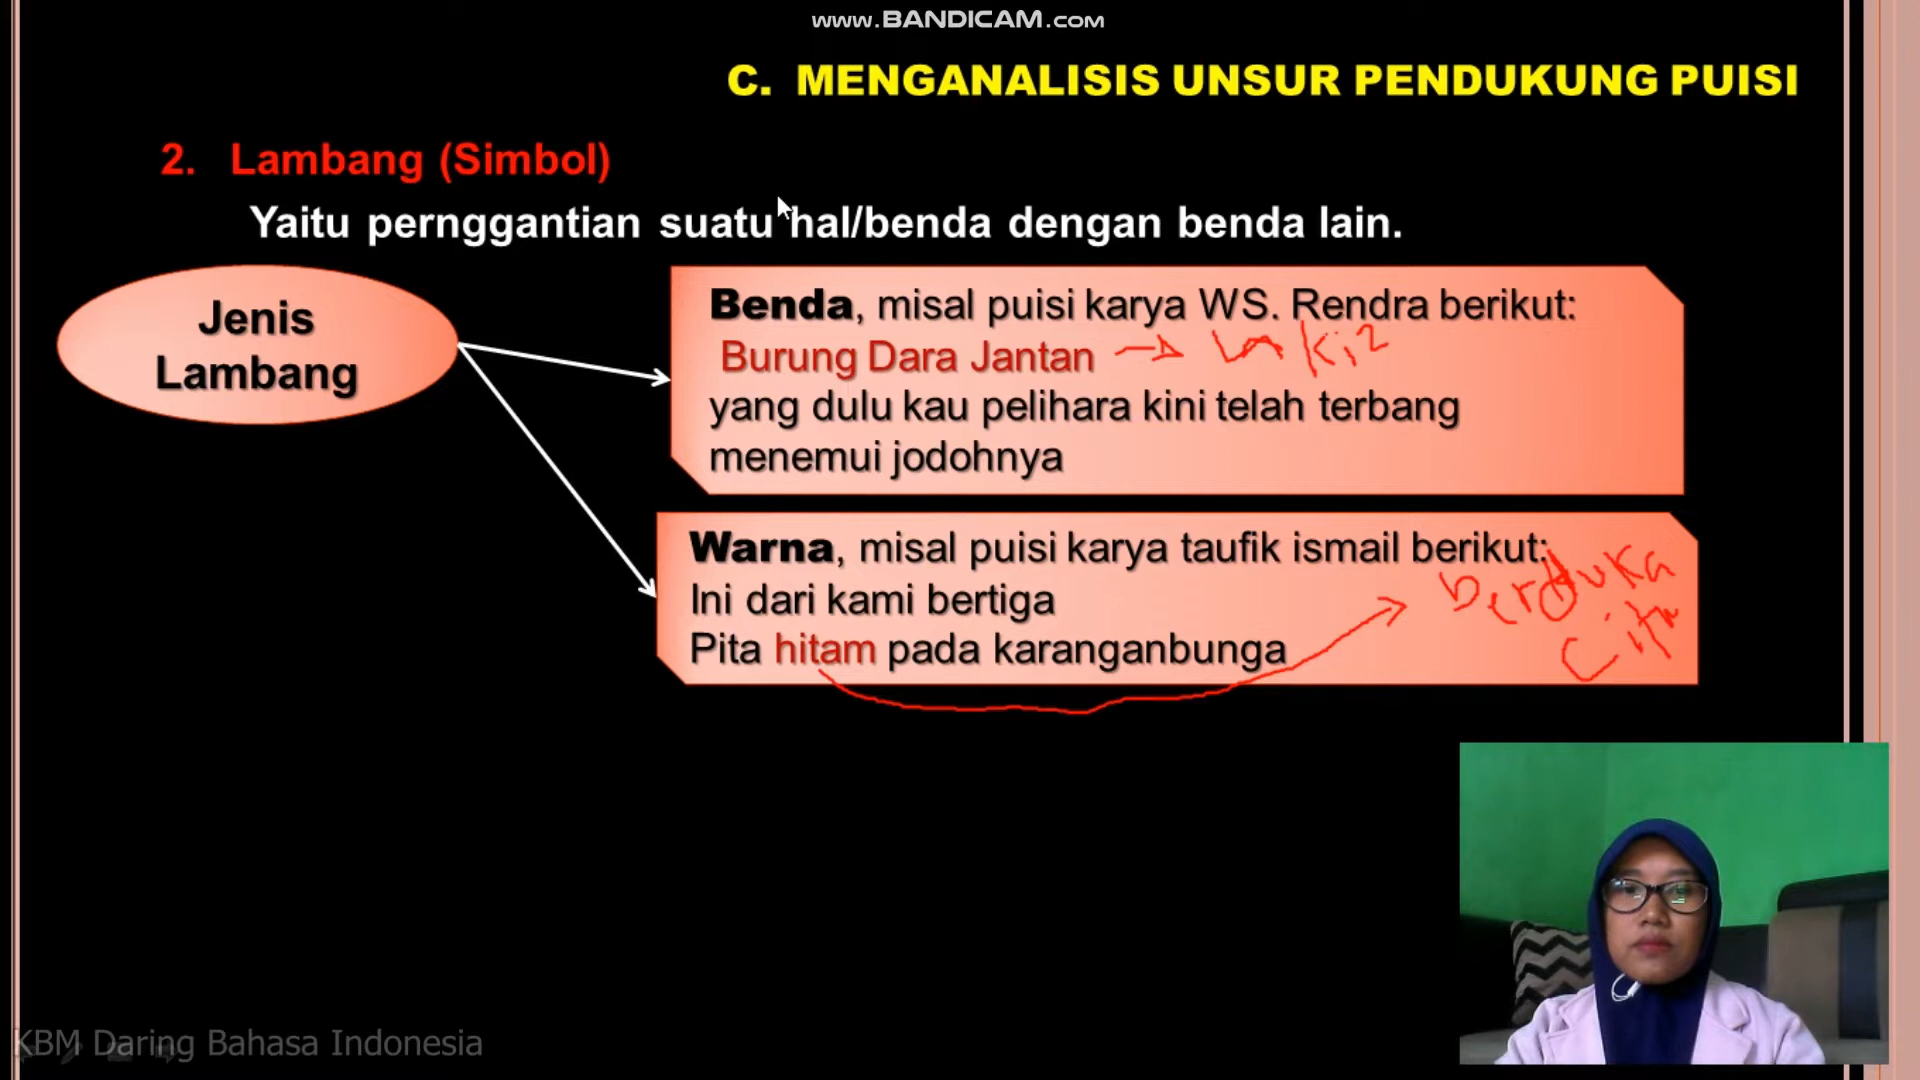 www.BANDICAM.com
C. MENGANALISIS UNSUR PENDUKUNG PUISI
2. Lambang (Simbol)
Yaitu pernggantian suatu hal/benda dengan benda lain.
Jenis
Lambang
Benda, misal puisi karya WS. Rendra berikut:
Burung Dara Jantan → Laki2
yang dulu kau pelihara kini telah terbang
menemui jodohnya
Warna, misal puisi karya taufik ismail berikut:
Ini dari kami bertiga
Pita hitam pada karanganbunga
berduka
Cita
KBM Daring Bahasa Indonesia